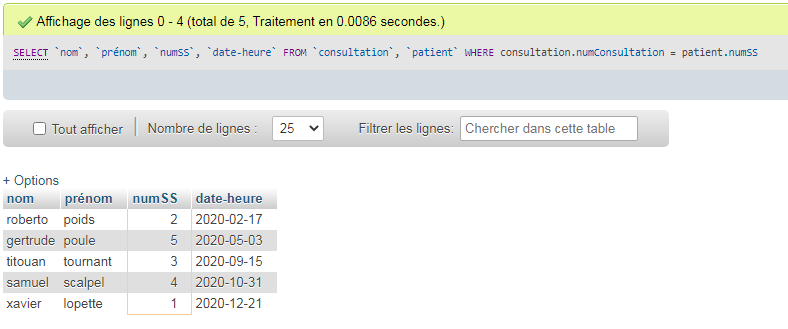 Affichage des lignes 0 - 4 (total de 5, Traitement en 0.0086 secondes.)
SELECT `nom`, `prénom`, `numSS`, `date-heure` FROM `consultation`, `patient` WHERE consultation.numConsultation = patient.numSS
Tout afficher Nombre de lignes : 25 Filtrer les lignes: Chercher dans cette table
+ Options
nom prénom numSS date-heure
roberto poids 2 2020-02-17
gertrude poule 5 2020-05-03
titouan tournant 3 2020-09-15
samuel scalpel 4 2020-10-31
xavier lopette 1 2020-12-21